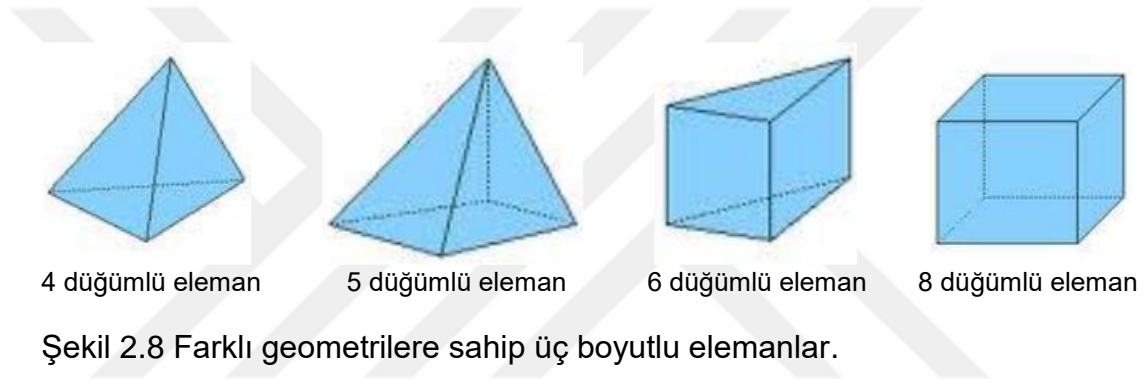 4 düğümlü eleman 5 düğümlü eleman 6 düğümlü eleman 8 düğümlü eleman
Şekil 2.8 Farklı geometrilere sahip üç boyutlu elemanlar.